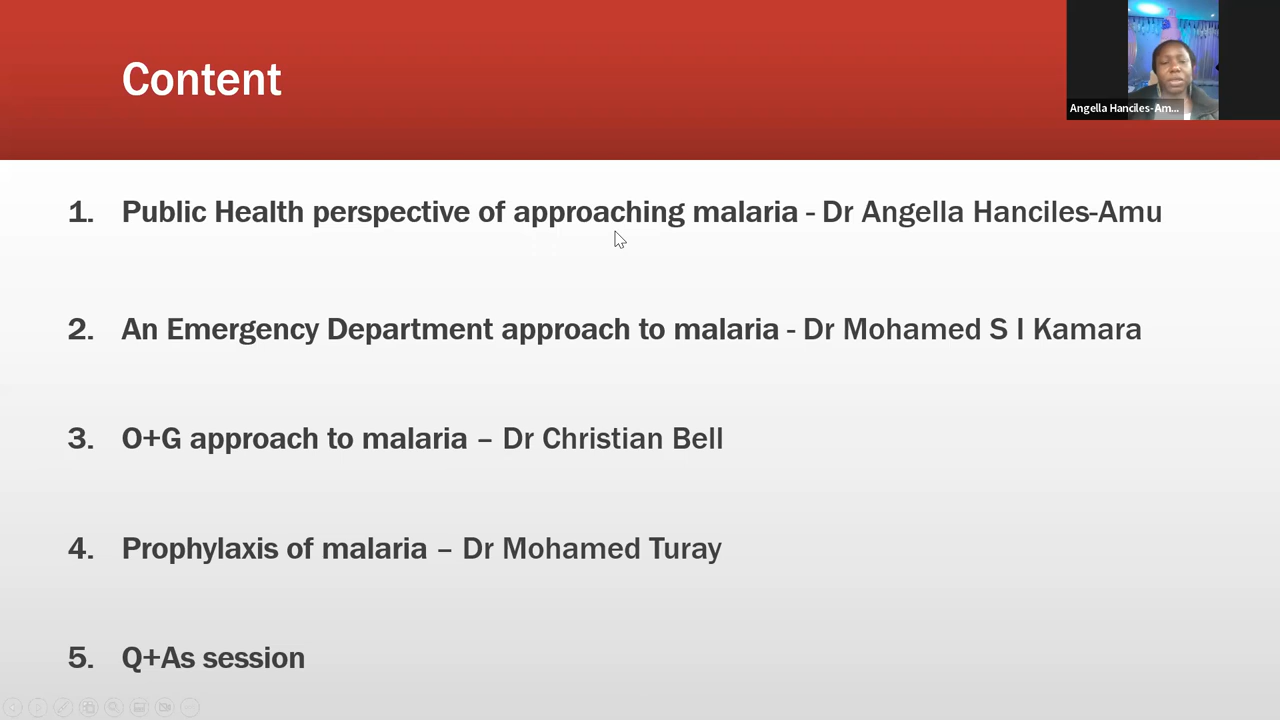 Content
Angella Hanciles-Am...
1. Public Health perspective of approaching malaria - Dr Angella Hanciles-Amu
2. An Emergency Department approach to malaria - Dr Mohamed S I Kamara
3. O+G approach to malaria – Dr Christian Bell
4. Prophylaxis of malaria – Dr Mohamed Turay
5. Q+As session